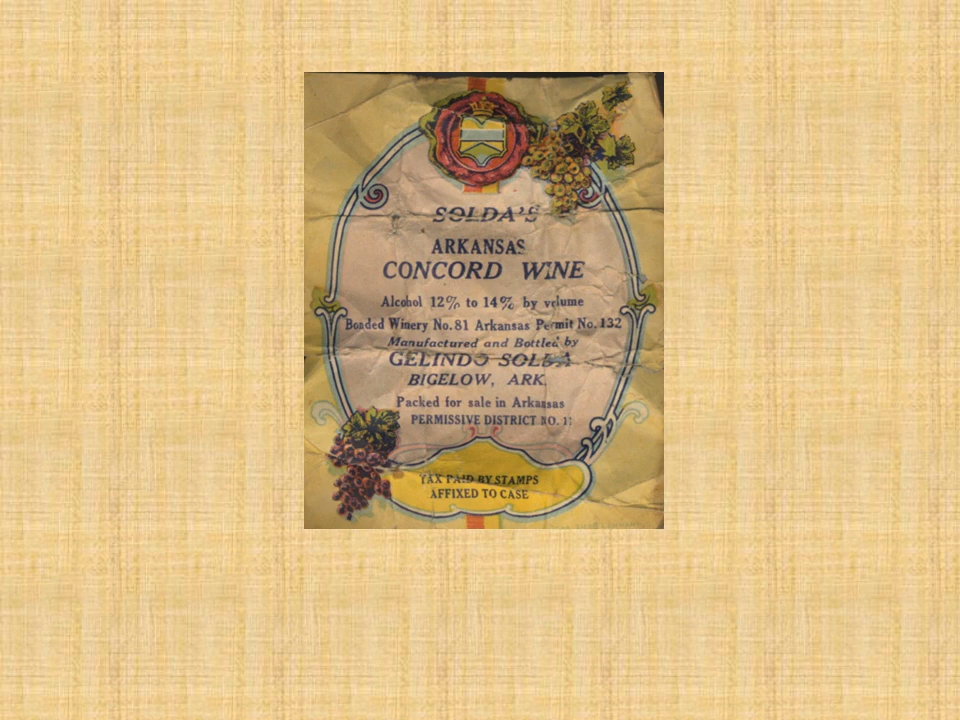 SOLDA'S
ARKANSAS
CONCORD WINE
Alcohol 12% to 14% by volume
Bonded Winery No. 81 Arkansas Permit No. 132
Manufactured and Bottled by
GELINDO SOLDA
BIGELOW, ARK.
Packed for sale in Arkansas
PERMISSIVE DISTRICT NO.
TAX PAID BY STAMPS
AFFIXED TO CASE